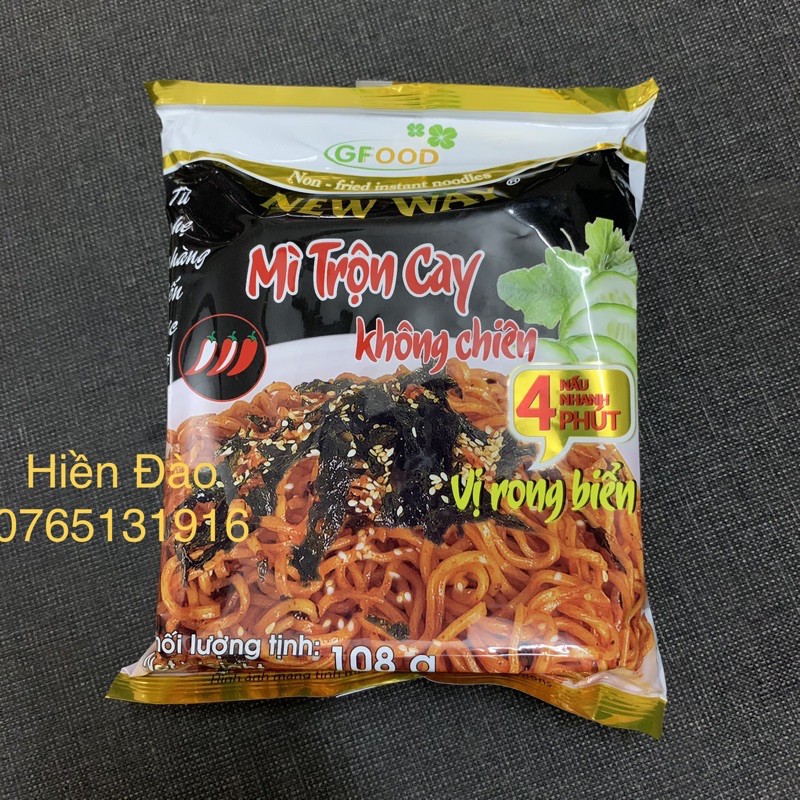 GFOOD
Non - fried instant noodles
NEW WAY®
Mì Trộn Cay
không chiên
4 NẤU
NHANH
PHÚT
Vị rong biển
Hiền Đào
0765131916
lượng tịnh: 108 g